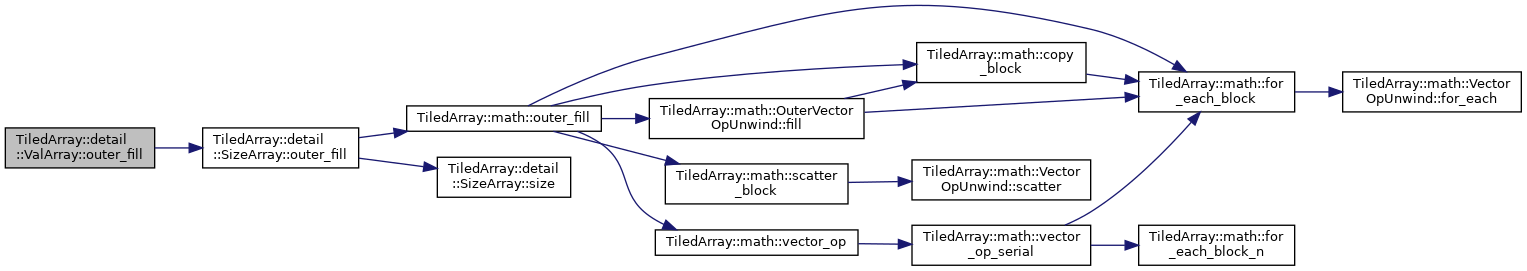 TiledArray::detail
::ValArray::outer_fill
TiledArray::detail
::SizeArray::outer_fill
TiledArray::math::outer_fill
TiledArray::detail
::SizeArray::size
TiledArray::math::OuterVector
OpUnwind::fill
TiledArray::math::scatter
_block
TiledArray::math::vector_op
TiledArray::math::copy
_block
TiledArray::math::Vector
OpUnwind::scatter
TiledArray::math::vector
_op_serial
TiledArray::math::for
_each_block
TiledArray::math::for
_each_block_n
TiledArray::math::Vector
OpUnwind::for_each